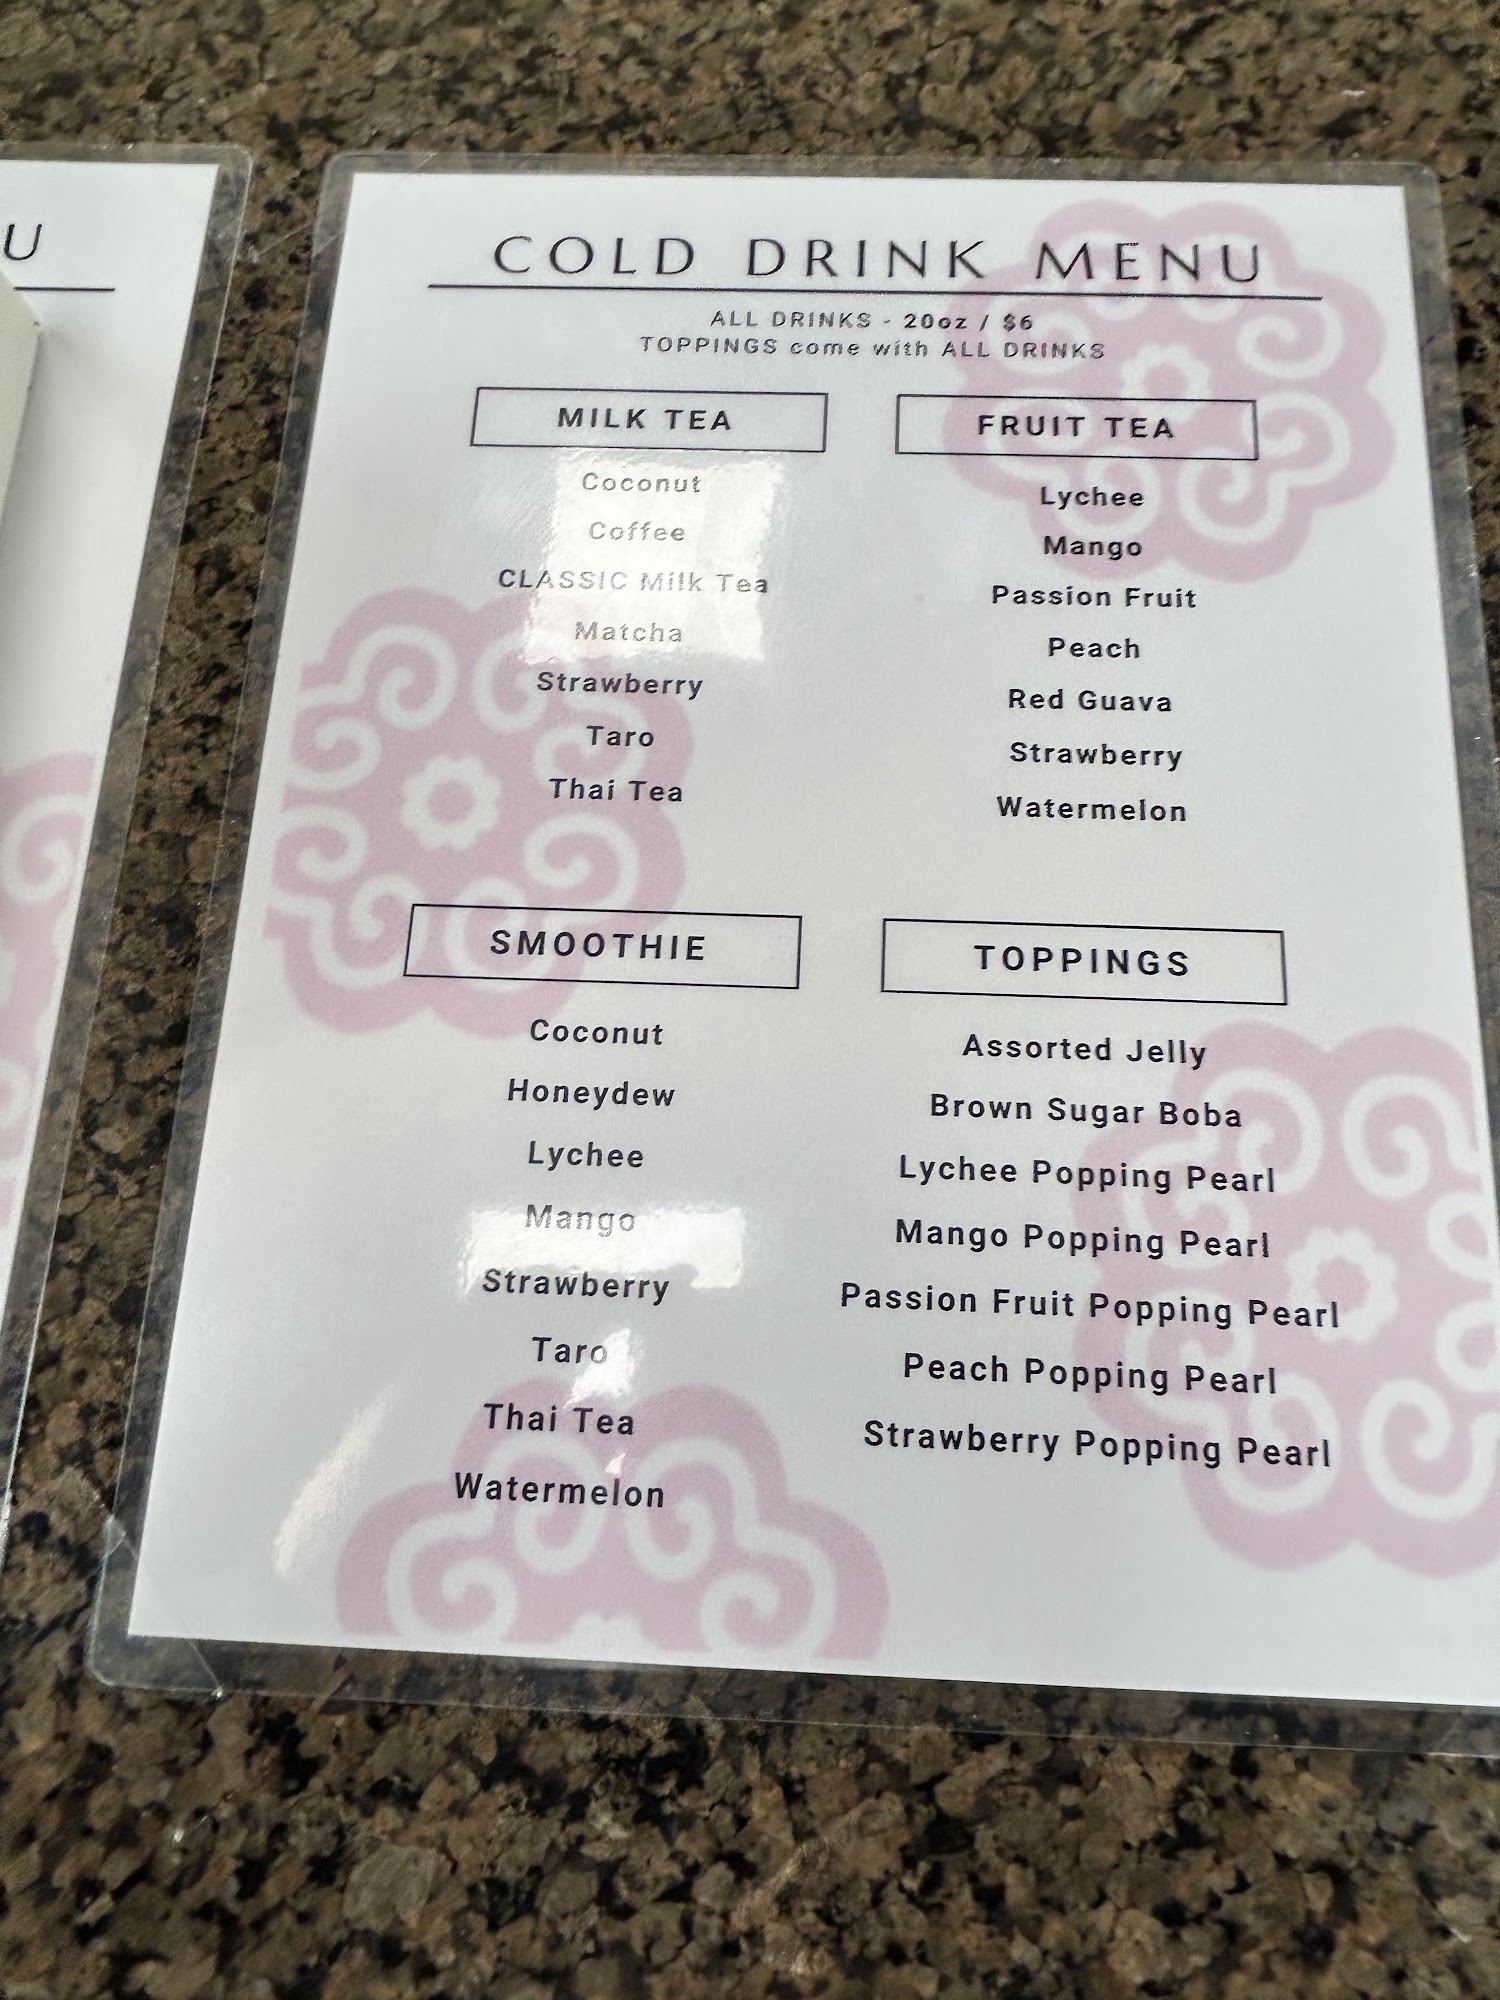 U
COLD DRINK MENU
ALL DRINKS - 20oz / $6
TOPPINGS come with ALL DRINKS
MILK TEA
Coconut
Coffee
CLASSIC Milk Tea
Matcha
Strawberry
Taro
Thai Tea
FRUIT TEA
Lychee
Mango
Passion Fruit
Peach
Red Guava
Strawberry
Watermelon
SMOOTHIE
Coconut
Honeydew
Lychee
Mango
Strawberry
Taro
Thai Tea
Watermelon
TOPPINGS
Assorted Jelly
Brown Sugar Boba
Lychee Popping Pearl
Mango Popping Pearl
Passion Fruit Popping Pearl
Peach Popping Pearl
Strawberry Popping Pearl